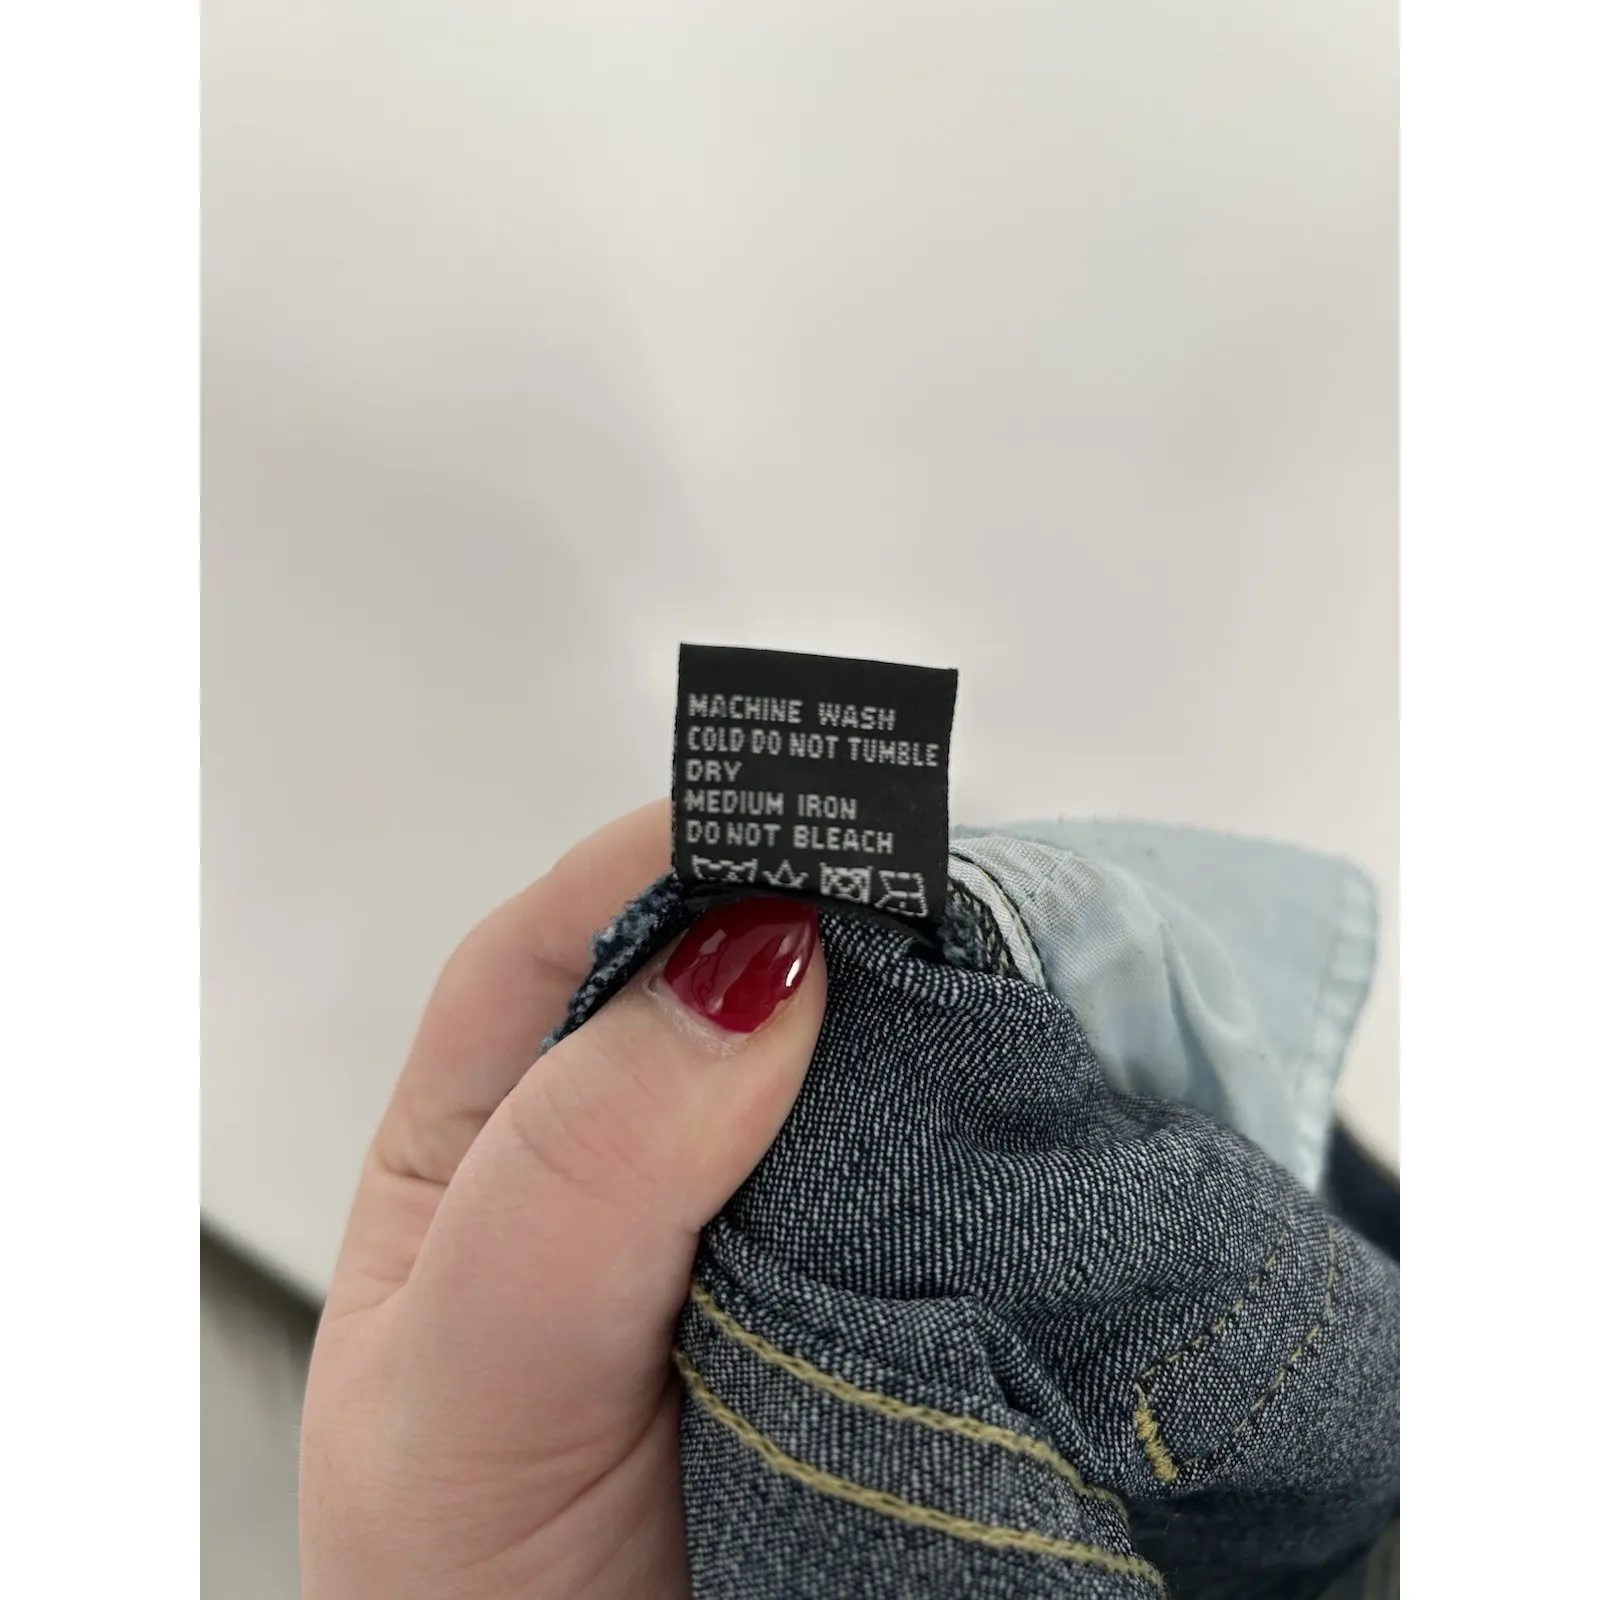 MACHINE WASH
COLD DO NOT TUMBLE
DRY
MEDIUM IRON
DO NOT BLEACH